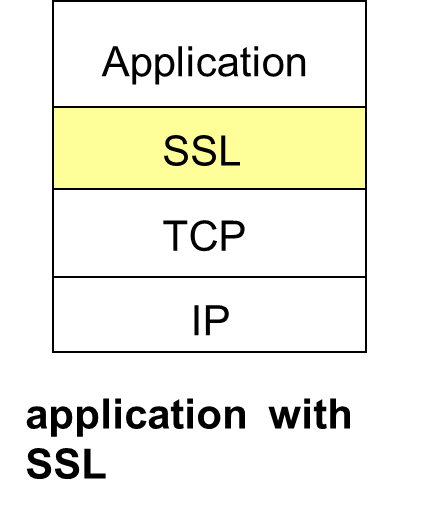 Application
SSL
TCP
IP
application with
SSL